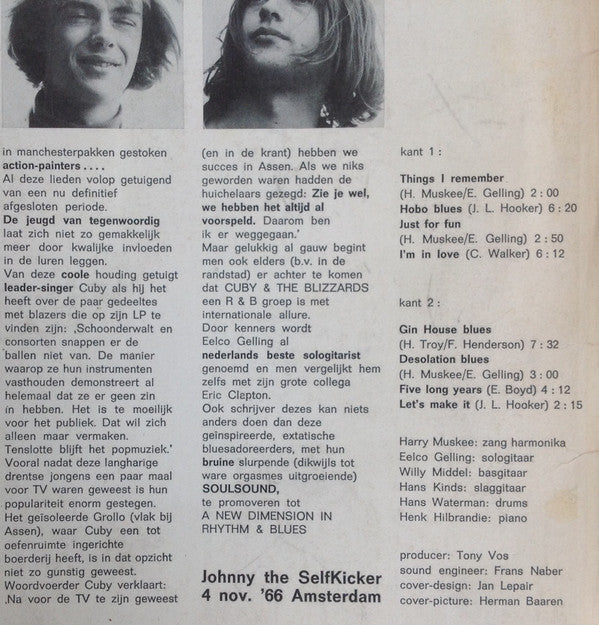 in manchesterpakken gestoken
action-painters....
Al deze lieden volop getuigend
van een nu definitief
afgesloten periode.
De jeugd van tegenwoordig
laat zich niet zo gemakkelijk
meer door kwalijke invloeden
in de luren leggen.
Van deze coole houding getuigt
leader-singer Cuby als hij het
heeft over de paar gedeeltes
met blazers die op zijn LP te
vinden zijn: ‚Schoonderwalt en
consorten snappen er de
ballen niet van. De manier
waarop ze hun instrumenten
vasthouden demonstreert al
helemaal dat ze er geen zin
in hebben. Het is te moeilijk
voor het publiek. Dat wil zich
alleen maar vermaken.
Tenslotte blijft het popmuziek.'
Vooral nadat deze langharige
drentse jongens een paar maal
voor TV waren geweest is hun
populariteit enorm gestegen.
Het geïsoleerde Grollo (vlak bij
Assen), waar Cuby een tot
oefenruimte ingerichte
boerderij heeft, is in dat opzicht
niet zo gunstig geweest.
Woordvoerder Cuby verklaart:
‚Na voor de TV te zijn geweest
(en in de krant) hebben we
succes in Assen. Als we niks
geworden waren hadden de
huichelaars gezegd: Zie je wel,
we hebben het altijd al
voorspeld. Daarom ben
ik er weggegaan.'
Maar gelukkig al gauw begint
men ook elders (b.v. in de
randstad) er achter te komen
dat CUBY & THE BLIZZARDS
een R & B groep is met
internationale allure.
Door kenners wordt
Eelco Gelling al
nederlands beste sologitarist
genoemd en men vergelijkt hem
zelfs met zijn grote collega
Eric Clepton.
Ook schrijver dezes kan niets
anders doen dan deze
geïnspireerde, extatische
bluesadoreerders, met hun
bruine slurpende (dikwijls tot
ware orgasmes uitgroeiende)
SOULSOUND,
te promoveren tot
A NEW DIMENSION IN
RHYTHM & BLUES
Johnny the SelfKicker
4 nov. '66 Amsterdam
kant 1:
Things I remember
(H. Muskee/E. Gelling) 2:00
Hobo blues (J. L. Hooker) 6:20
Just for fun
(H. Muskee/E. Gelling) 2:50
I'm in love (C. Walker) 6:12
kant 2:
Gin House blues
(H. Troy/F. Henderson) 7:32
Desolation blues
(H. Muskee/E. Gelling) 3:00
Five long years (E. Boyd) 4:12
Let's make it (J. L. Hooker) 2:15
Harry Muskee: zang harmonika
Eelco Gelling: sologitaar
Willy Middel: basgitaar
Hans Kinds: slaggitaar
Hans Waterman: drums
Henk Hilbrandie: piano
producer: Tony Vos
sound engineer: Frans Naber
cover-design: Jan Lepair
cover-picture: Herman Baaren